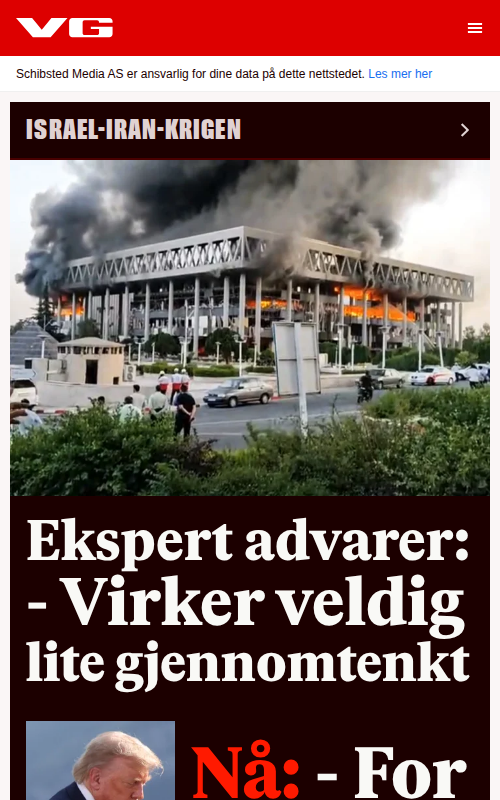 VG
Schibsted Media AS er ansvarlig for dine data på dette nettstedet. Les mer her
ISRAEL-IRAN-KRIGEN
Ekspert advarer:
- Virker veldig
lite gjennomtenkt
Nå: - For